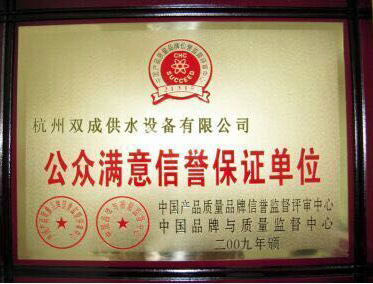 CHC
SUCCEED
杭州双成供水设备有限公司
公众满意信誉保证单位
中国产品质量品牌信誉监督评审中心
中国品牌与质量监督中心
二00九年颁